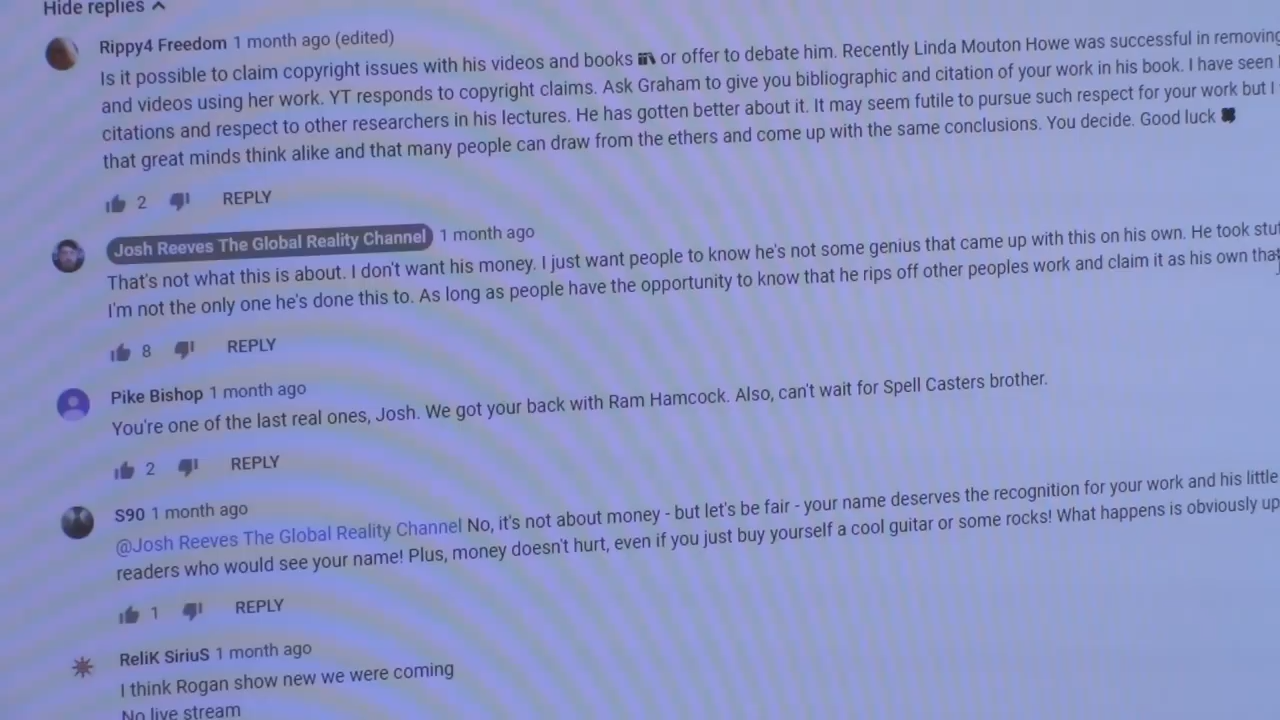 Hide replies
Rippy4 Freedom 1 month ago (edited)
Is it possible to claim copyright issues with his videos and books or offer to debate him. Recently Linda Mouton Howe was successful in removing
and videos using her work. YT responds to copyright claims. Ask Graham to give you bibliographic and citation of your work in his book. I have seen
citations and respect to other researchers in his lectures. He has gotten better about it. It may seem futile to pursue such respect for your work but I
that great minds think alike and that many people can draw from the ethers and come up with the same conclusions. You decide. Good luck
2 REPLY
Josh Reeves The Global Reality Channel 1 month ago
That's not what this is about. I don't want his money. I just want people to know he's not some genius that came up with this on his own. He took
I'm not the only one he's done this to. As long as people have the opportunity to know that he rips off other peoples work and claim it as his own
8 REPLY
Pike Bishop 1 month ago
You're one of the last real ones, Josh. We got your back with Ram Hamcock. Also, can't wait for Spell Casters brother.
2 REPLY
S90 1 month ago
@Josh Reeves The Global Reality Channel No, it's not about money - but let's be fair - your name deserves the recognition for your work and his little
readers who would see your name! Plus, money doesn't hurt, even if you just buy yourself a cool guitar or some rocks! What happens is obviously up
1 REPLY
ReliK SiriuS 1 month ago
I think Rogan show new we were coming
No live stream